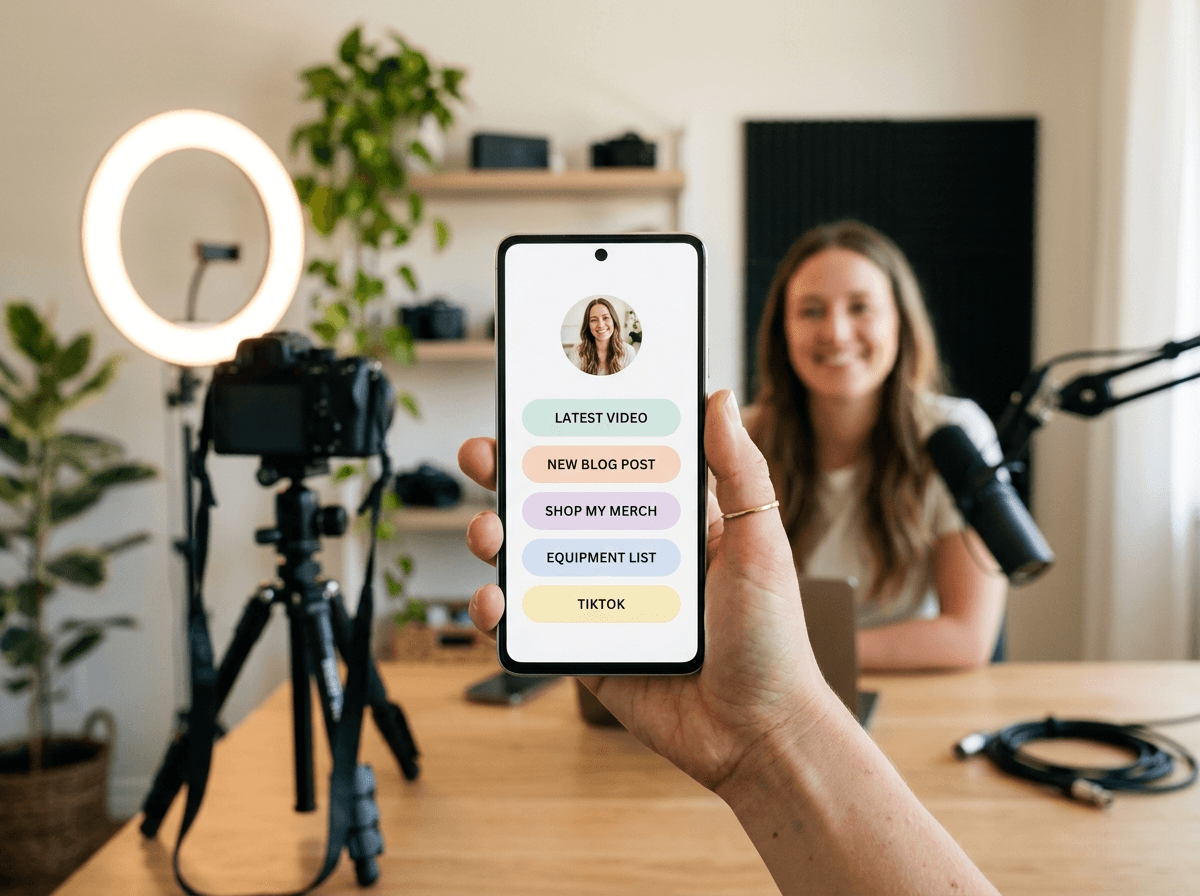 LATEST VIDEO
NEW BLOG POST
SHOP MY MERCH
EQUIPMENT LIST
TIKTOK